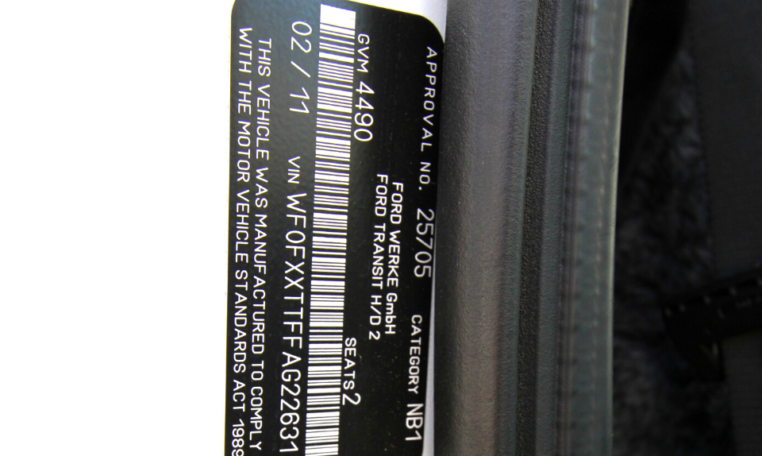 APPROVAL NO. 25705 CATEGORY NB1
FORD WERKE GmbH
FORD TRANSIT H/D 2
GVM 4490 SEATS 2
02 / 11 VIN WF0FXXTTFFAG22631
THIS VEHICLE WAS MANUFACTURED TO COMPLY
WITH THE MOTOR VEHICLE STANDARDS ACT 1989